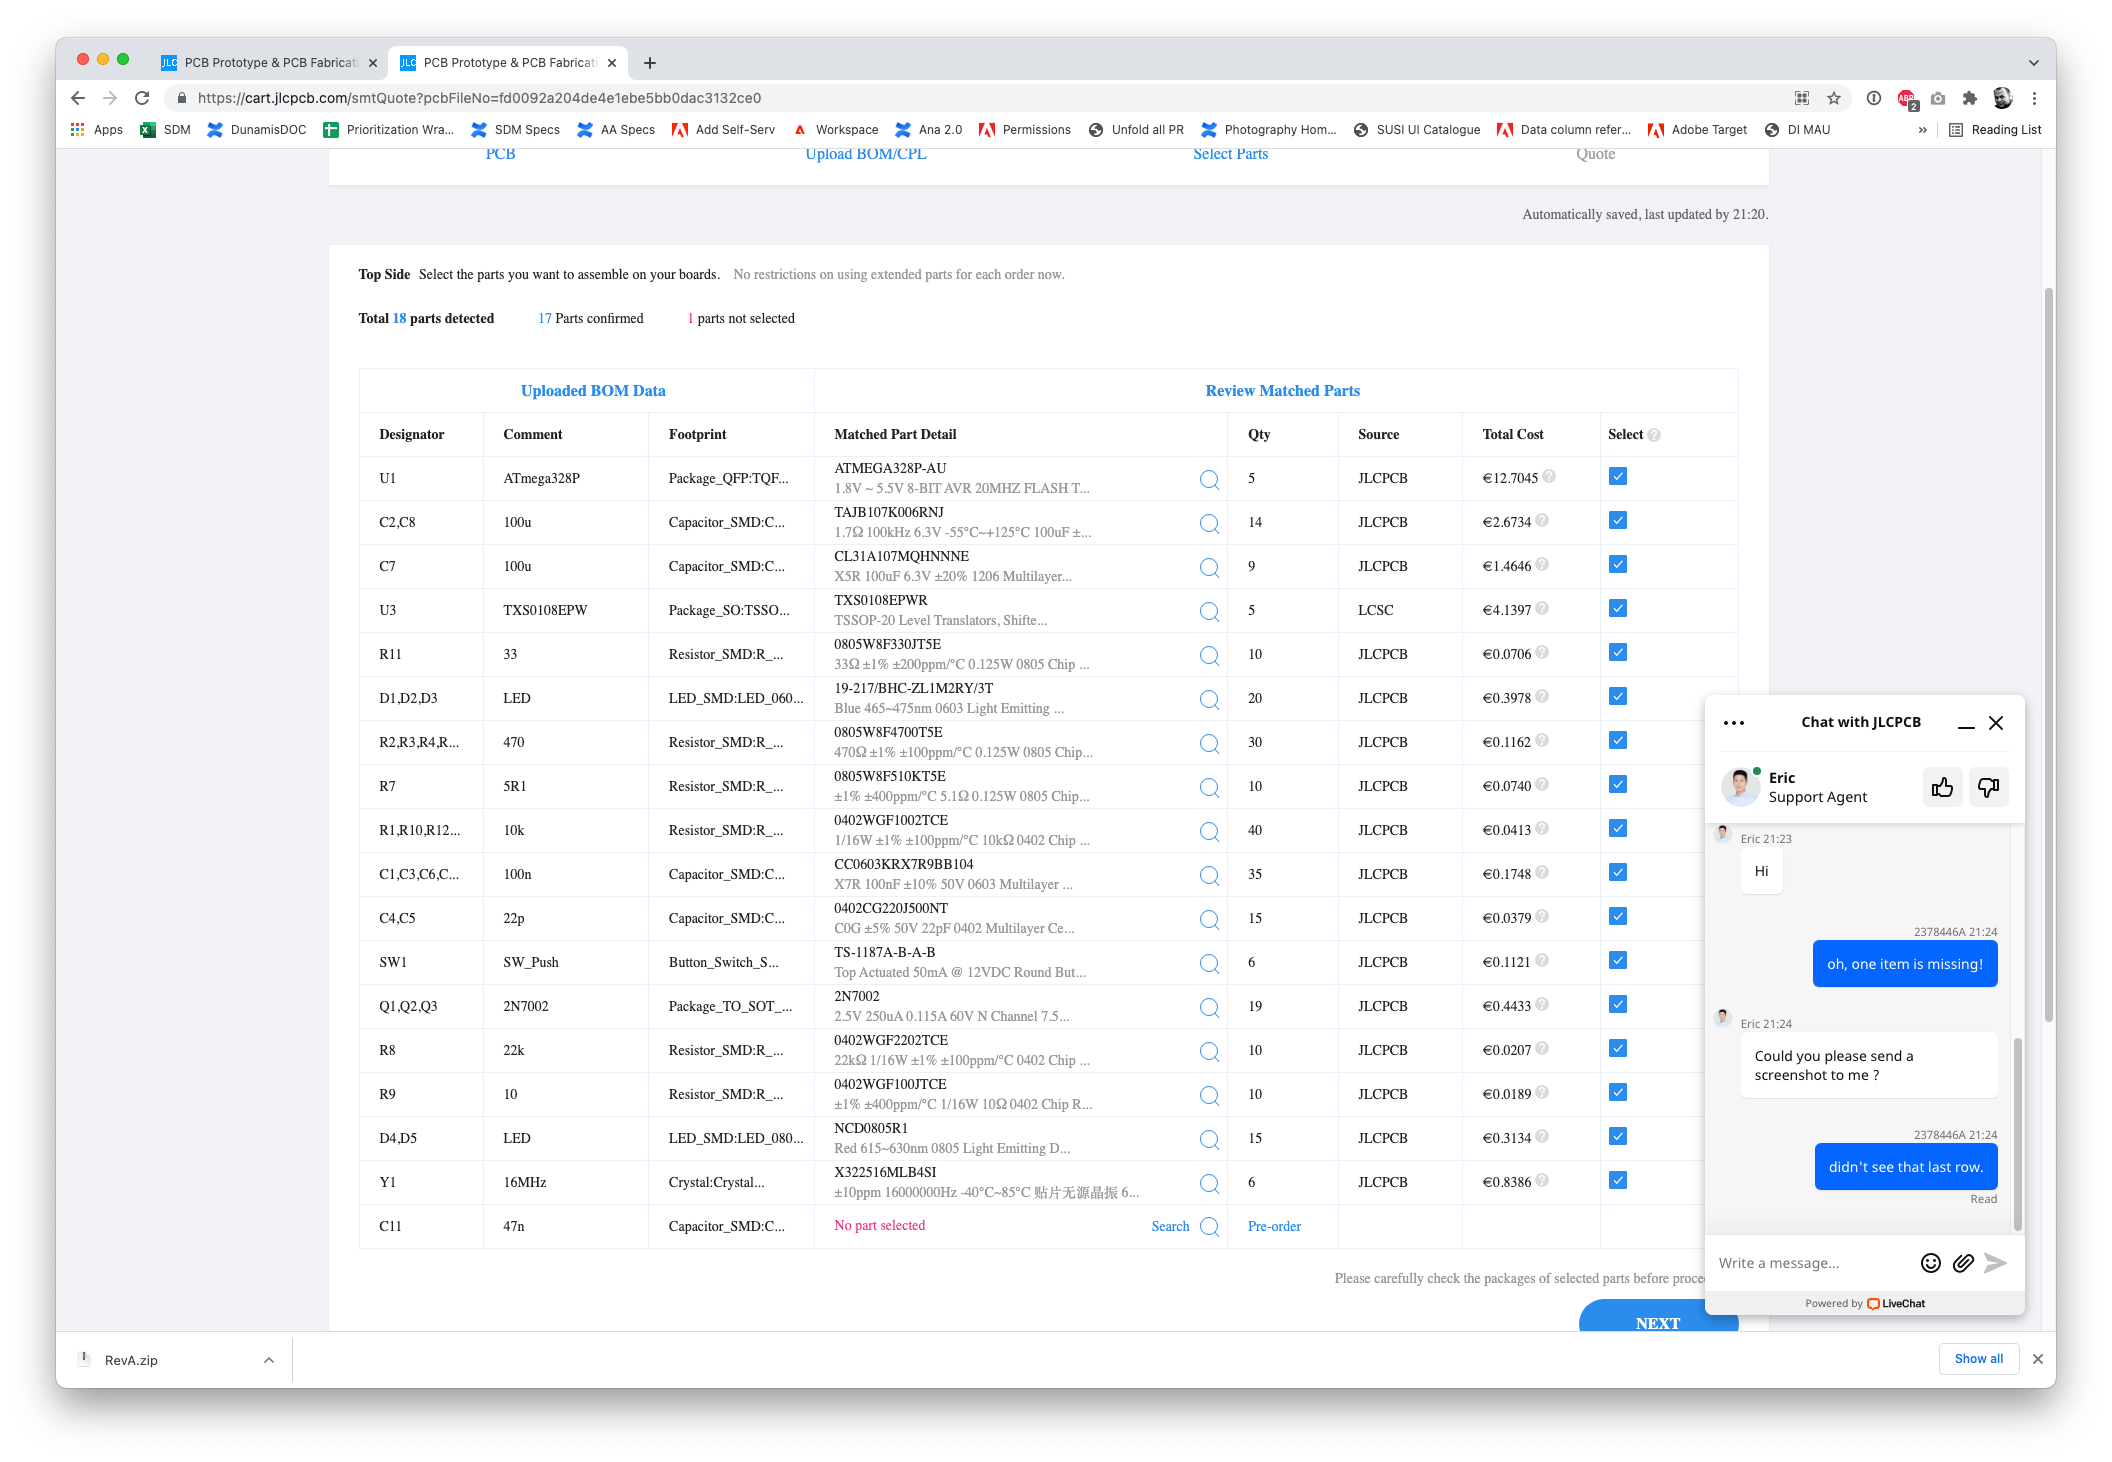 PCB Prototype & PCB Fabricati
PCB Prototype & PCB Fabricati
https://cart.jlcpcb.com/smtQuote?pcbFileNo=fd0092a204de4e1ebe5bb0dac3132ce0
ABP 2
Apps SDM DunamisDOC Prioritization Wra... SDM Specs AA Specs Add Self-Serv Workspace Ana 2.0 Permissions Unfold all PR Photography Hom... SUSI UI Catalogue Data column refer... Adobe Target DI MAU » Reading List
PCB Upload BOM/CPL Select Parts Quote
Automatically saved, last updated by 21:20.
Top Side Select the parts you want to assemble on your boards. No restrictions on using extended parts for each order now.
Total 18 parts detected 17 Parts confirmed 1 parts not selected
Uploaded BOM Data Review Matched Parts
Designator Comment Footprint Matched Part Detail Qty Source Total Cost Select ?
U1 ATmega328P Package_QFP:TQF... ATMEGA328P-AU 5 JLCPCB €12.7045 ?
1.8V ~ 5.5V 8-BIT AVR 20MHZ FLASH T...
C2,C8 100u Capacitor_SMD:C... TAJB107K006RNJ 14 JLCPCB €2.6734 ?
1.7Ω 100kHz 6.3V -55°C~+125°C 100uF ±...
C7 100u Capacitor_SMD:C... CL31A107MQHNNNE 9 JLCPCB €1.4646 ?
X5R 100uF 6.3V ±20% 1206 Multilayer...
U3 TXS0108EPW Package_SO:TSSO... TXS0108EPWR 5 LCSC €4.1397 ?
TSSOP-20 Level Translators, Shifte...
R11 33 Resistor_SMD:R_... 0805W8F330JT5E 10 JLCPCB €0.0706 ?
33Ω ±1% ±200ppm/°C 0.125W 0805 Chip ...
D1,D2,D3 LED LED_SMD:LED_060... 19-217/BHC-ZL1M2RY/3T 20 JLCPCB €0.3978 ?
Blue 465~475nm 0603 Light Emitting ...
R2,R3,R4,R... 470 Resistor_SMD:R_... 0805W8F4700T5E 30 JLCPCB €0.1162 ?
470Ω ±1% ±100ppm/°C 0.125W 0805 Chip...
R7 5R1 Resistor_SMD:R_... 0805W8F510KT5E 10 JLCPCB €0.0740 ?
±1% ±400ppm/°C 5.1Ω 0.125W 0805 Chip...
R1,R10,R12... 10k Resistor_SMD:R_... 0402WGF1002TCE 40 JLCPCB €0.0413 ?
1/16W ±1% ±100ppm/°C 10kΩ 0402 Chip ...
C1,C3,C6,C... 100n Capacitor_SMD:C... CC0603KRX7R9BB104 35 JLCPCB €0.1748 ?
X7R 100nF ±10% 50V 0603 Multilayer ...
C4,C5 22p Capacitor_SMD:C... 0402CG220J500NT 15 JLCPCB €0.0379 ?
C0G ±5% 50V 22pF 0402 Multilayer Ce...
SW1 SW_Push Button_Switch_S... TS-1187A-B-A-B 6 JLCPCB €0.1121 ?
Top Actuated 50mA @ 12VDC Round But...
Q1,Q2,Q3 2N7002 Package_TO_SOT_... 2N7002 19 JLCPCB €0.4433 ?
2.5V 250uA 0.115A 60V N Channel 7.5...
R8 22k Resistor_SMD:R_... 0402WGF2202TCE 10 JLCPCB €0.0207 ?
22kΩ 1/16W ±1% ±100ppm/°C 0402 Chip ...
R9 10 Resistor_SMD:R_... 0402WGF100JTCE 10 JLCPCB €0.0189 ?
±1% ±400ppm/°C 1/16W 10Ω 0402 Chip R...
D4,D5 LED LED_SMD:LED_080... NCD0805R1 15 JLCPCB €0.3134 ?
Red 615~630nm 0805 Light Emitting D...
Y1 16MHz Crystal:Crystal... X322516MLB4SI 6 JLCPCB €0.8386 ?
±10ppm 16000000Hz -40°C~85°C 贴片无源晶振 6...
C11 47n Capacitor_SMD:C... No part selected Search Pre-order
Please carefully check the packages of selected parts before proce
NEXT
Chat with JLCPCB
Eric
Support Agent
Eric 21:23
Hi
2378446A 21:24
oh, one item is missing!
Eric 21:24
Could you please send a
screenshot to me ?
2378446A 21:24
didn't see that last row.
Read
Write a message...
Powered by LiveChat
RevA.zip
Show all